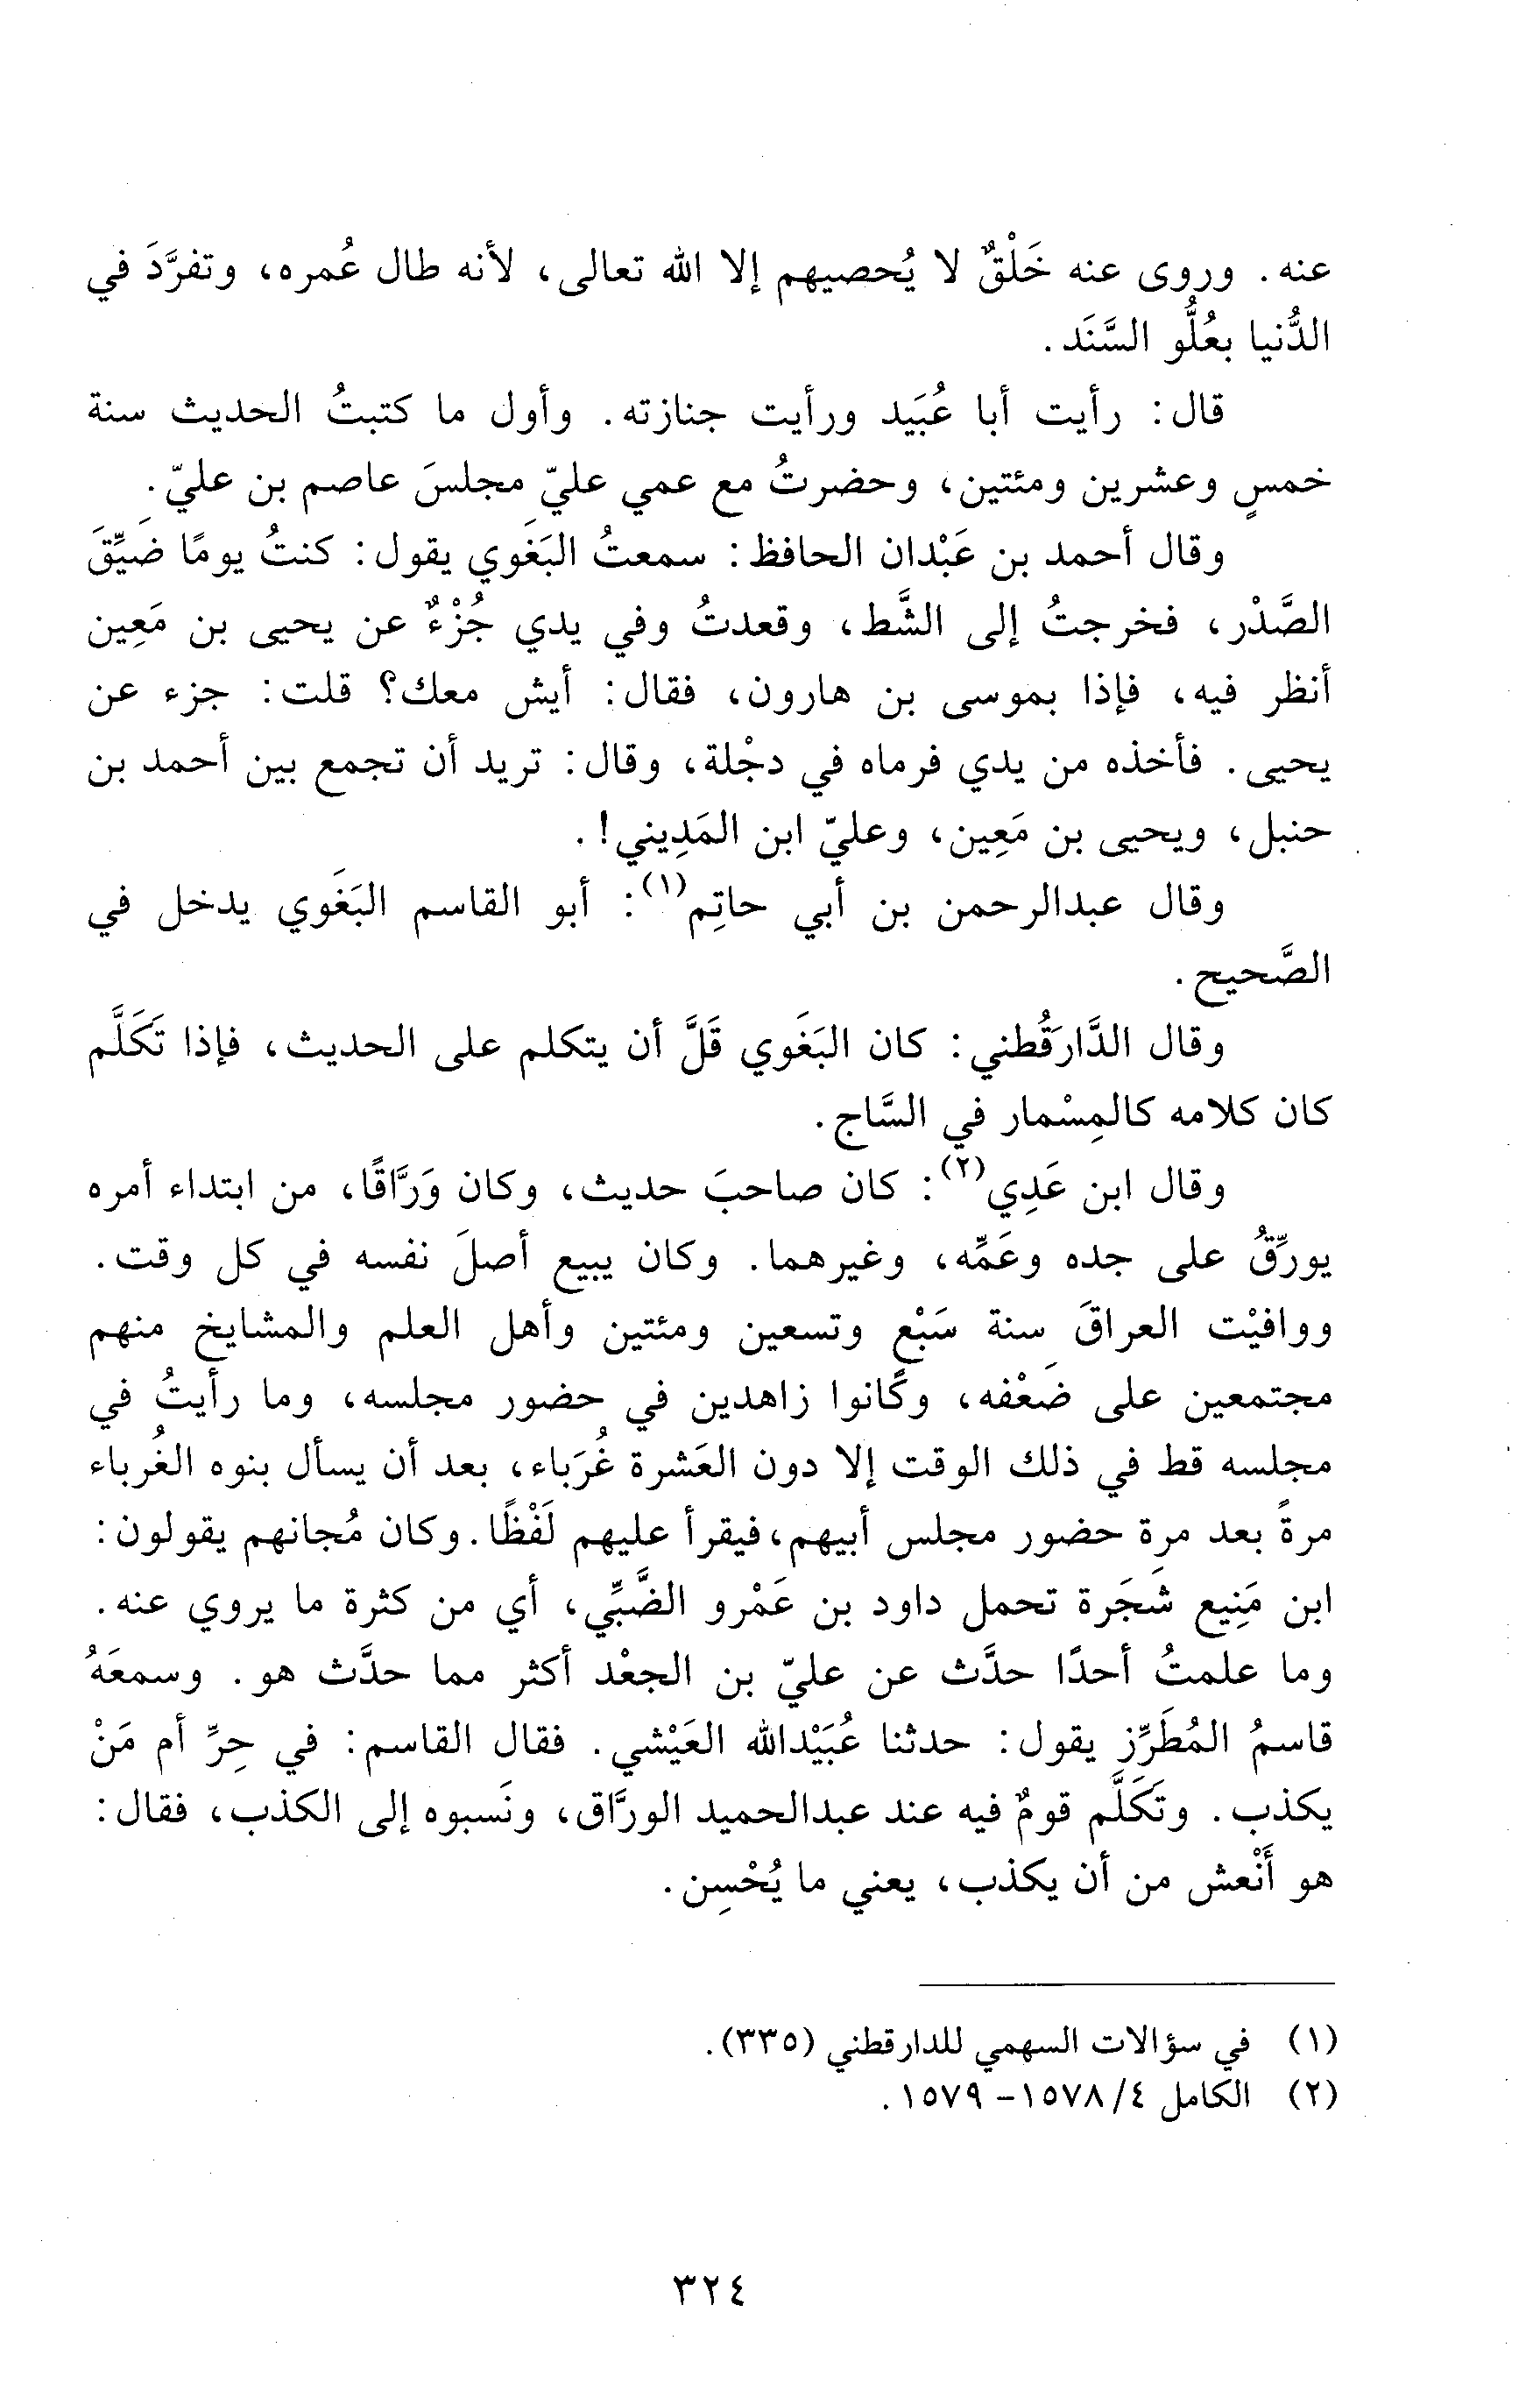 عنه. وروى عنه خَلْقٌ لا يُحصيهم إلا الله تعالى، لأنه طال عُمره، وتفرَّدَ في
الدُّنيا بعُلُّو السَّنَد.
قال: رأيت أبا عُبَيد ورأيت جنازته. وأول ما كتبتُ الحديث سنة
خمسٍ وعشرين ومئتين، وحضرتُ مع عمي عليّ مجلسَ عاصم بن عليّ.
وقال أحمد بن عَبْدان الحافظ: سمعتُ البَغَوي يقول: كنتُ يومًا ضَيِّقَ
الصَّدْر، فخرجتُ إلى الشَّط، وقعدتُ وفي يدي جُزْءٌ عن يحيى بن مَعِين
أنظر فيه، فإذا بموسى بن هارون، فقال: أيش معك؟ قلت: جزء عن
يحيى. فأخذه من يدي فرماه في دجْلة، وقال: تريد أن تجمع بين أحمد بن
حنبل، ويحيى بن مَعِين، وعليّ ابن المَدِيني!.
وقال عبدالرحمن بن أبي حاتِم(١): أبو القاسم البَغَوي يدخل في
الصَّحيح.
وقال الدَّارَقُطني: كان البَغَوي قَلَّ أن يتكلم على الحديث، فإذا تَكَلَّم
كان كلامه كالمِسْمار في السَّاج.
وقال ابن عَدِي(٢): كان صاحبَ حديث، وكان وَرَّاقًا، من ابتداء أمره
يورِّقُ على جده وعَمِّه، وغيرهما. وكان يبيع أصلَ نفسه في كل وقت.
ووافيْت العراقَ سنة سَبْعٍ وتسعين ومئتين وأهل العلم والمشايخ منهم
مجتمعين على ضَعْفه، وكانوا زاهدين في حضور مجلسه، وما رأيتُ في
مجلسه قط في ذلك الوقت إلا دون العَشرة غُرَباء، بعد أن يسأل بنوه الغُرباء
مرةً بعد مرة حضور مجلس أبيهم، فيقرأ عليهم لَفْظًا. وكان مُجانهم يقولون:
ابن مَنِيع شَجَرة تحمل داود بن عَمْرو الضَّبِّي، أي من كثرة ما يروي عنه.
وما علمتُ أحدًا حدَّث عن عليّ بن الجعْد أكثر مما حدَّث هو. وسمعَهُ
قاسمُ المُطَرِّز يقول: حدثنا عُبَيْدالله العَيْشي. فقال القاسم: في حِرِّ أم مَنْ
يكذب. وتَكَلَّم قومٌ فيه عند عبدالحميد الورَّاق، ونَسبوه إلى الكذب، فقال:
هو أَنْعش من أن يكذب، يعني ما يُحْسِن.
(١) في سؤالات السهمي للدارقطني (٣٣٥).
(٢) الكامل ٤/ ١٥٧٨- ١٥٧٩.
٣٢٤